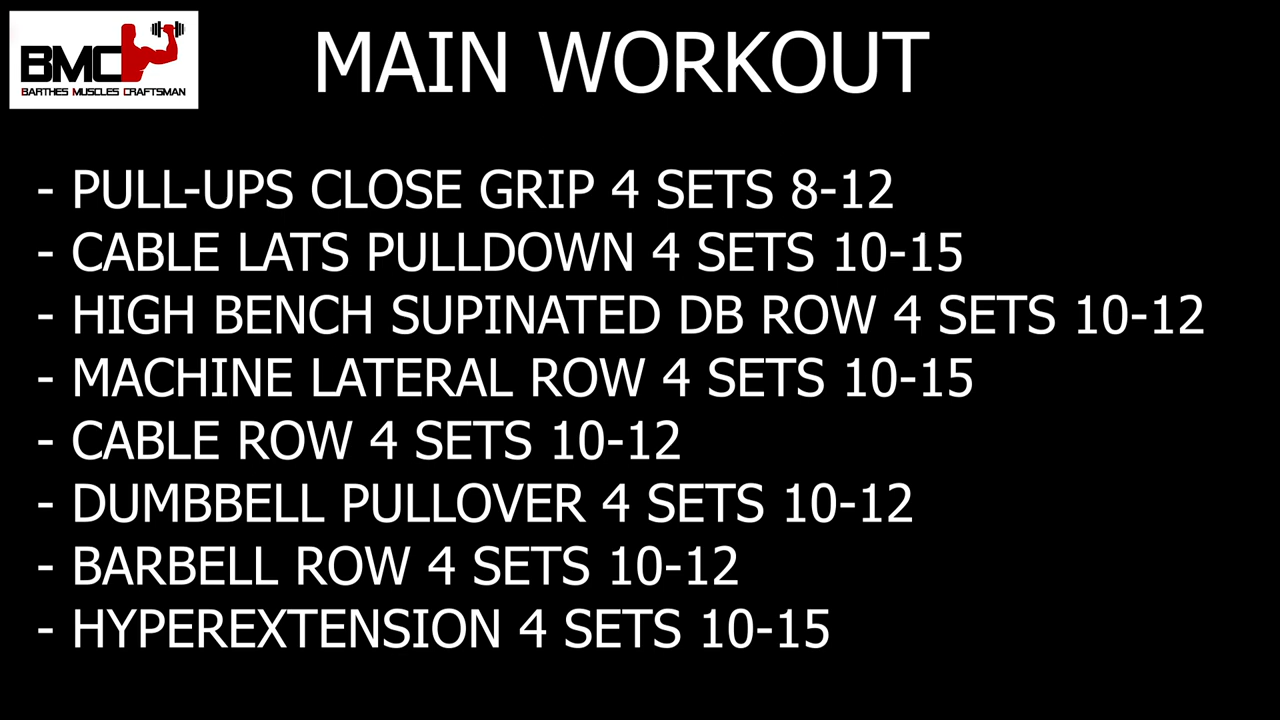 BMC
BARTHES MUSCLES CRAFTSMAN
MAIN WORKOUT
- PULL-UPS CLOSE GRIP 4 SETS 8-12
- CABLE LATS PULLDOWN 4 SETS 10-15
- HIGH BENCH SUPINATED DB ROW 4 SETS 10-12
- MACHINE LATERAL ROW 4 SETS 10-15
- CABLE ROW 4 SETS 10-12
- DUMBBELL PULLOVER 4 SETS 10-12
- BARBELL ROW 4 SETS 10-12
- HYPEREXTENSION 4 SETS 10-15